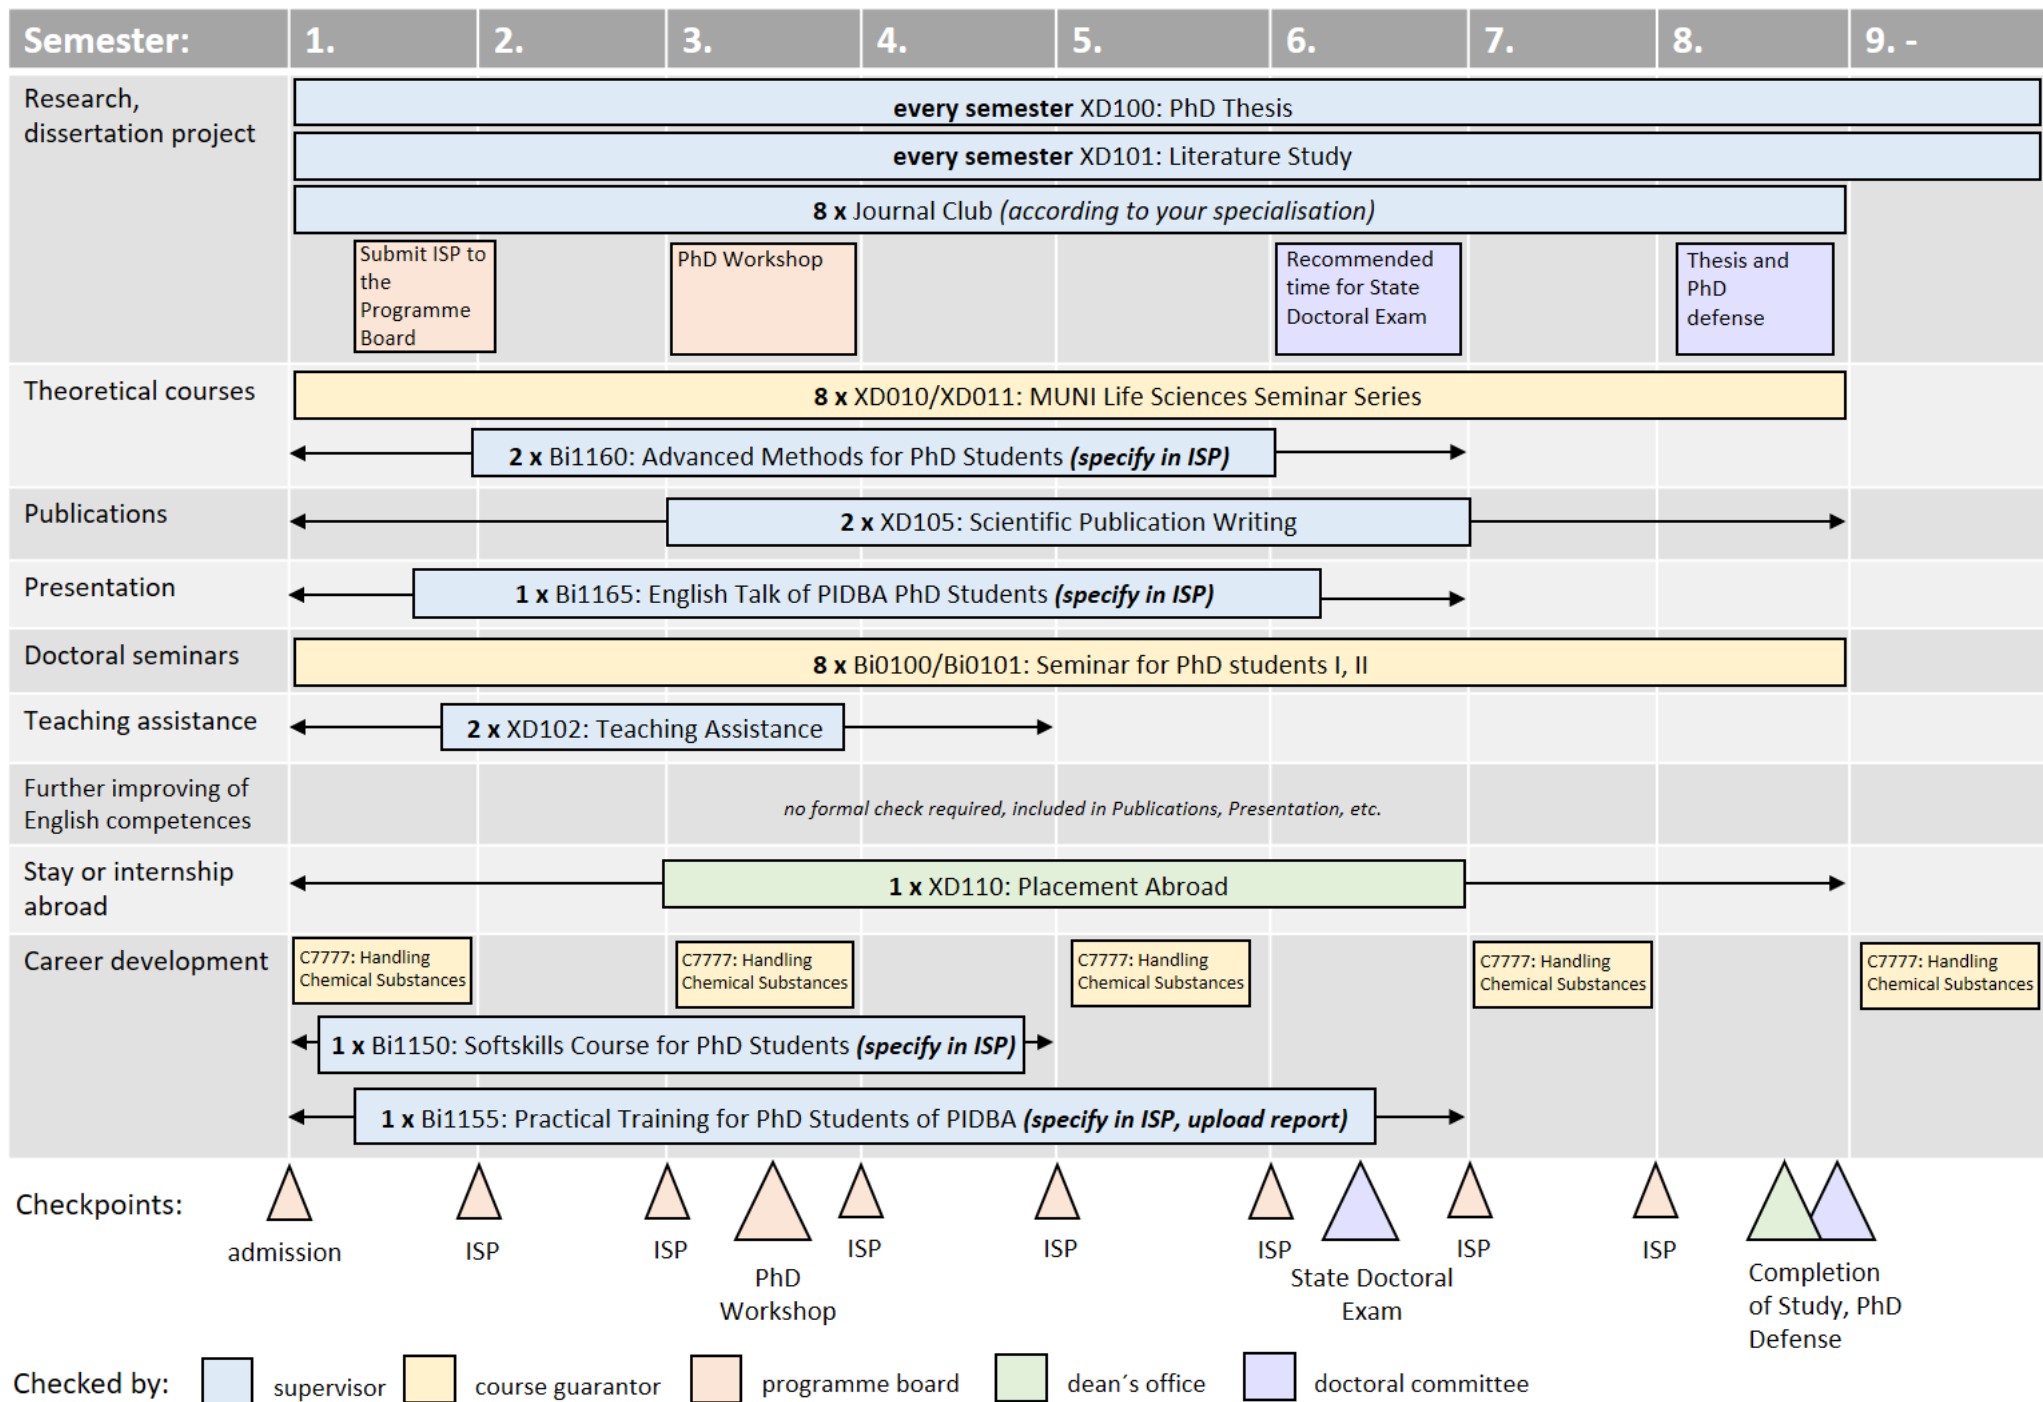 Semester: 1. 2. 3. 4. 5. 6. 7. 8. 9. -
Research,
dissertation project
every semester XD100: PhD Thesis
every semester XD101: Literature Study
8 x Journal Club (according to your specialisation)
Submit ISP to
the
Programme
Board
PhD Workshop
Recommended
time for State
Doctoral Exam
Thesis and
PhD
defense
Theoretical courses
8 x XD010/XD011: MUNI Life Sciences Seminar Series
2 x Bi1160: Advanced Methods for PhD Students (specify in ISP)
Publications
2 x XD105: Scientific Publication Writing
Presentation
1 x Bi1165: English Talk of PIDBA PhD Students (specify in ISP)
Doctoral seminars
8 x Bi0100/Bi0101: Seminar for PhD students I, II
Teaching assistance
2 x XD102: Teaching Assistance
Further improving of
English competences
no formal check required, included in Publications, Presentation, etc.
Stay or internship
abroad
1 x XD110: Placement Abroad
Career development
C7777: Handling
Chemical Substances
C7777: Handling
Chemical Substances
C7777: Handling
Chemical Substances
C7777: Handling
Chemical Substances
C7777: Handling
Chemical Substances
1 x Bi1150: Softskills Course for PhD Students (specify in ISP)
1 x Bi1155: Practical Training for PhD Students of PIDBA (specify in ISP, upload report)
Checkpoints:
admission
ISP
ISP
PhD
Workshop
ISP
ISP
ISP
State Doctoral
Exam
ISP
ISP
Completion
of Study, PhD
Defense
Checked by: supervisor course guarantor programme board dean´s office doctoral committee